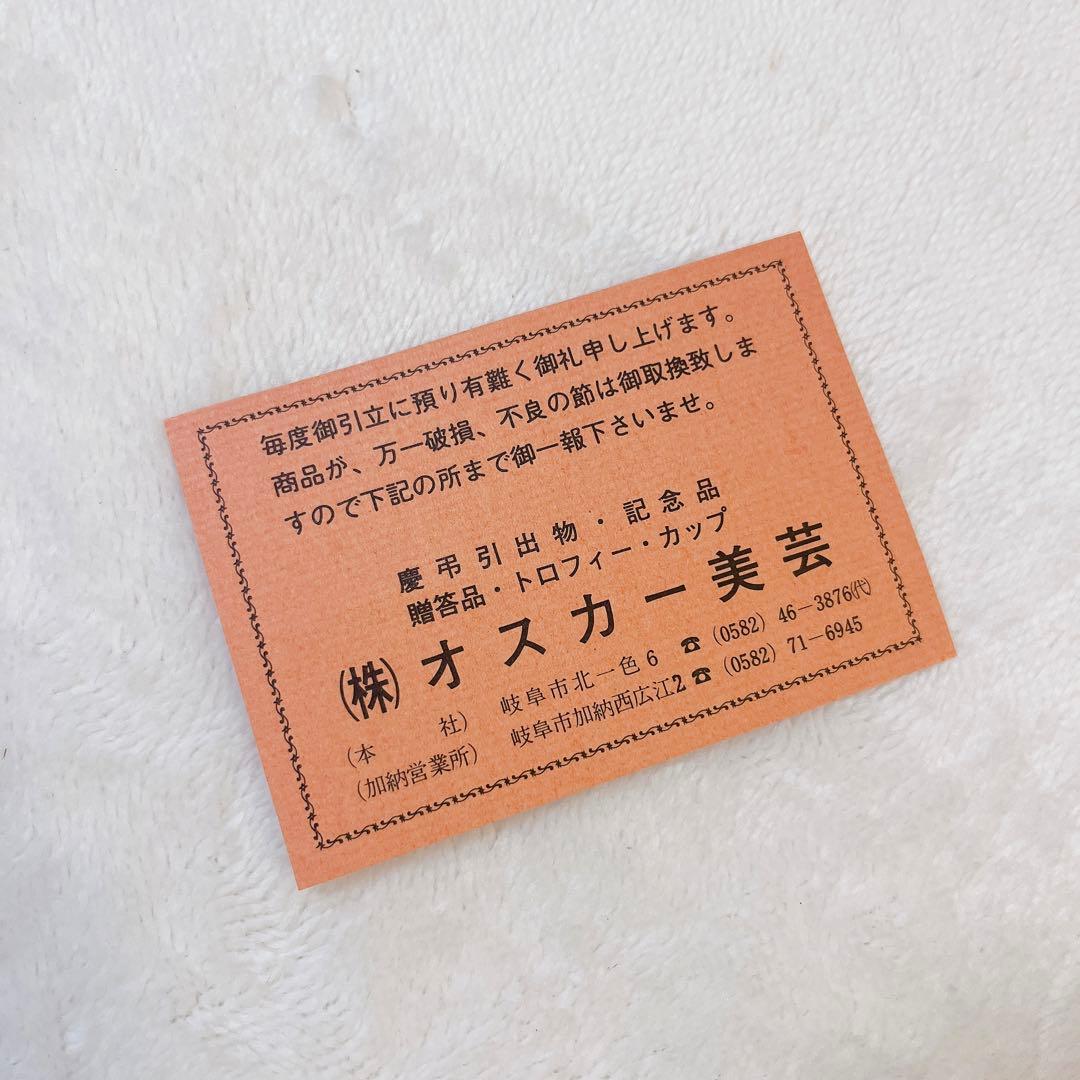 毎度御引立に預り有難く御礼申し上げます。
商品が、万一破損、不良の節は御取換致しま
すので下記の所まで御一報下さいませ。
慶弔引出物・記念品
贈答品・トロフィー・カップ
㈱オスカー美芸
(本　　社) 岐阜市北一色6 ☎ (0582) 46－3876㈹
(加納営業所) 岐阜市加納西広江2 ☎ (0582) 71－6945